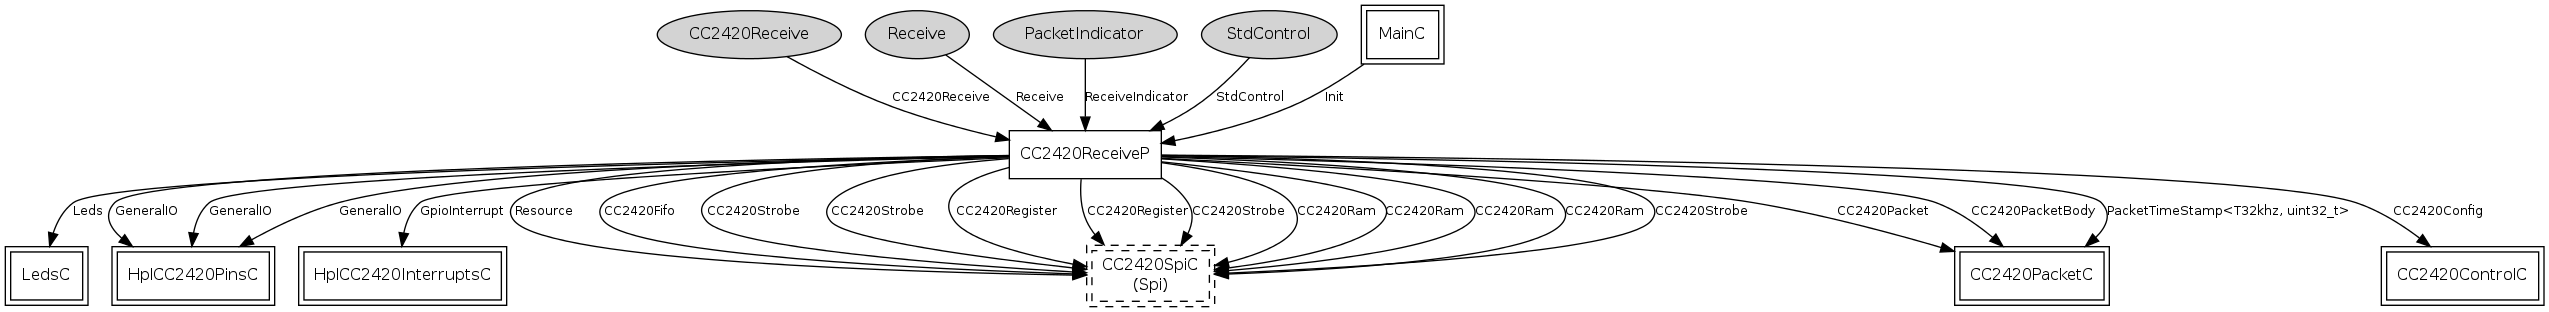 CC2420Receive
Receive
PacketIndicator
StdControl
MainC
CC2420Receive
Receive
ReceiveIndicator
StdControl
Init
CC2420ReceiveP
Leds
GeneralIO
GeneralIO
GeneralIO
GpioInterrupt
Resource
CC2420Fifo
CC2420Strobe
CC2420Strobe
CC2420Register
CC2420Register
CC2420Strobe
CC2420Ram
CC2420Ram
CC2420Ram
CC2420Ram
CC2420Strobe
CC2420Packet
CC2420PacketBody
PacketTimeStamp<T32khz, uint32_t>
CC2420Config
LedsC
HplCC2420PinsC
HplCC2420InterruptsC
CC2420SpiC
(Spi)
CC2420PacketC
CC2420ControlC